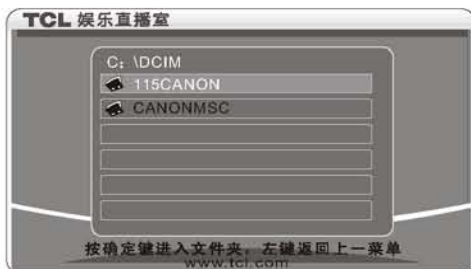 TCL 娱乐直播室
C: \DCIM
115CANON
CANONMSC
按确定键进入文件夹，左键返回上一菜单
www.tcl.com